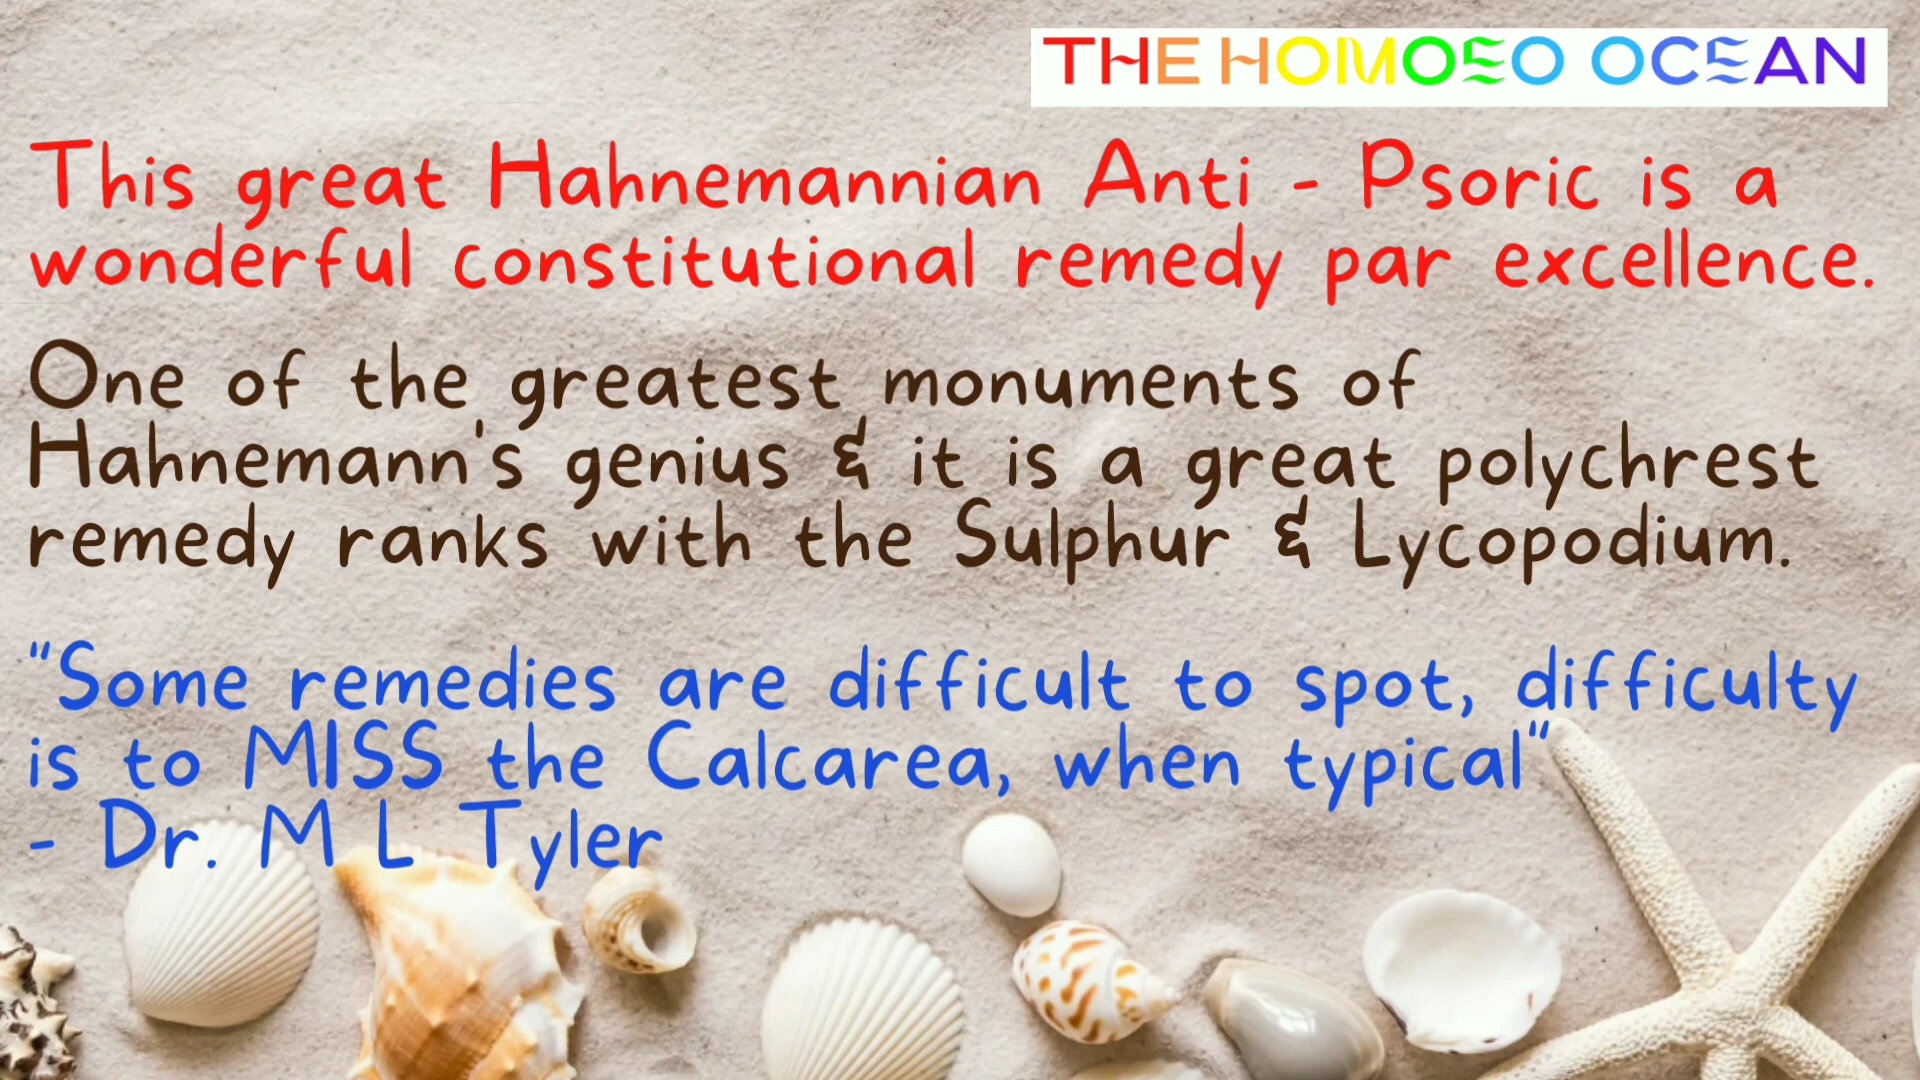 THE HOMOEO OCEAN
This great Hahnemannian Anti - Psoric is a
wonderful constitutional remedy par excellence.
One of the greatest monuments of
Hahnemann's genius & it is a great polychrest
remedy ranks with the Sulphur & Lycopodium.
"Some remedies are difficult to spot, difficulty
is to MISS the Calcarea, when typical"
- Dr. M L Tyler